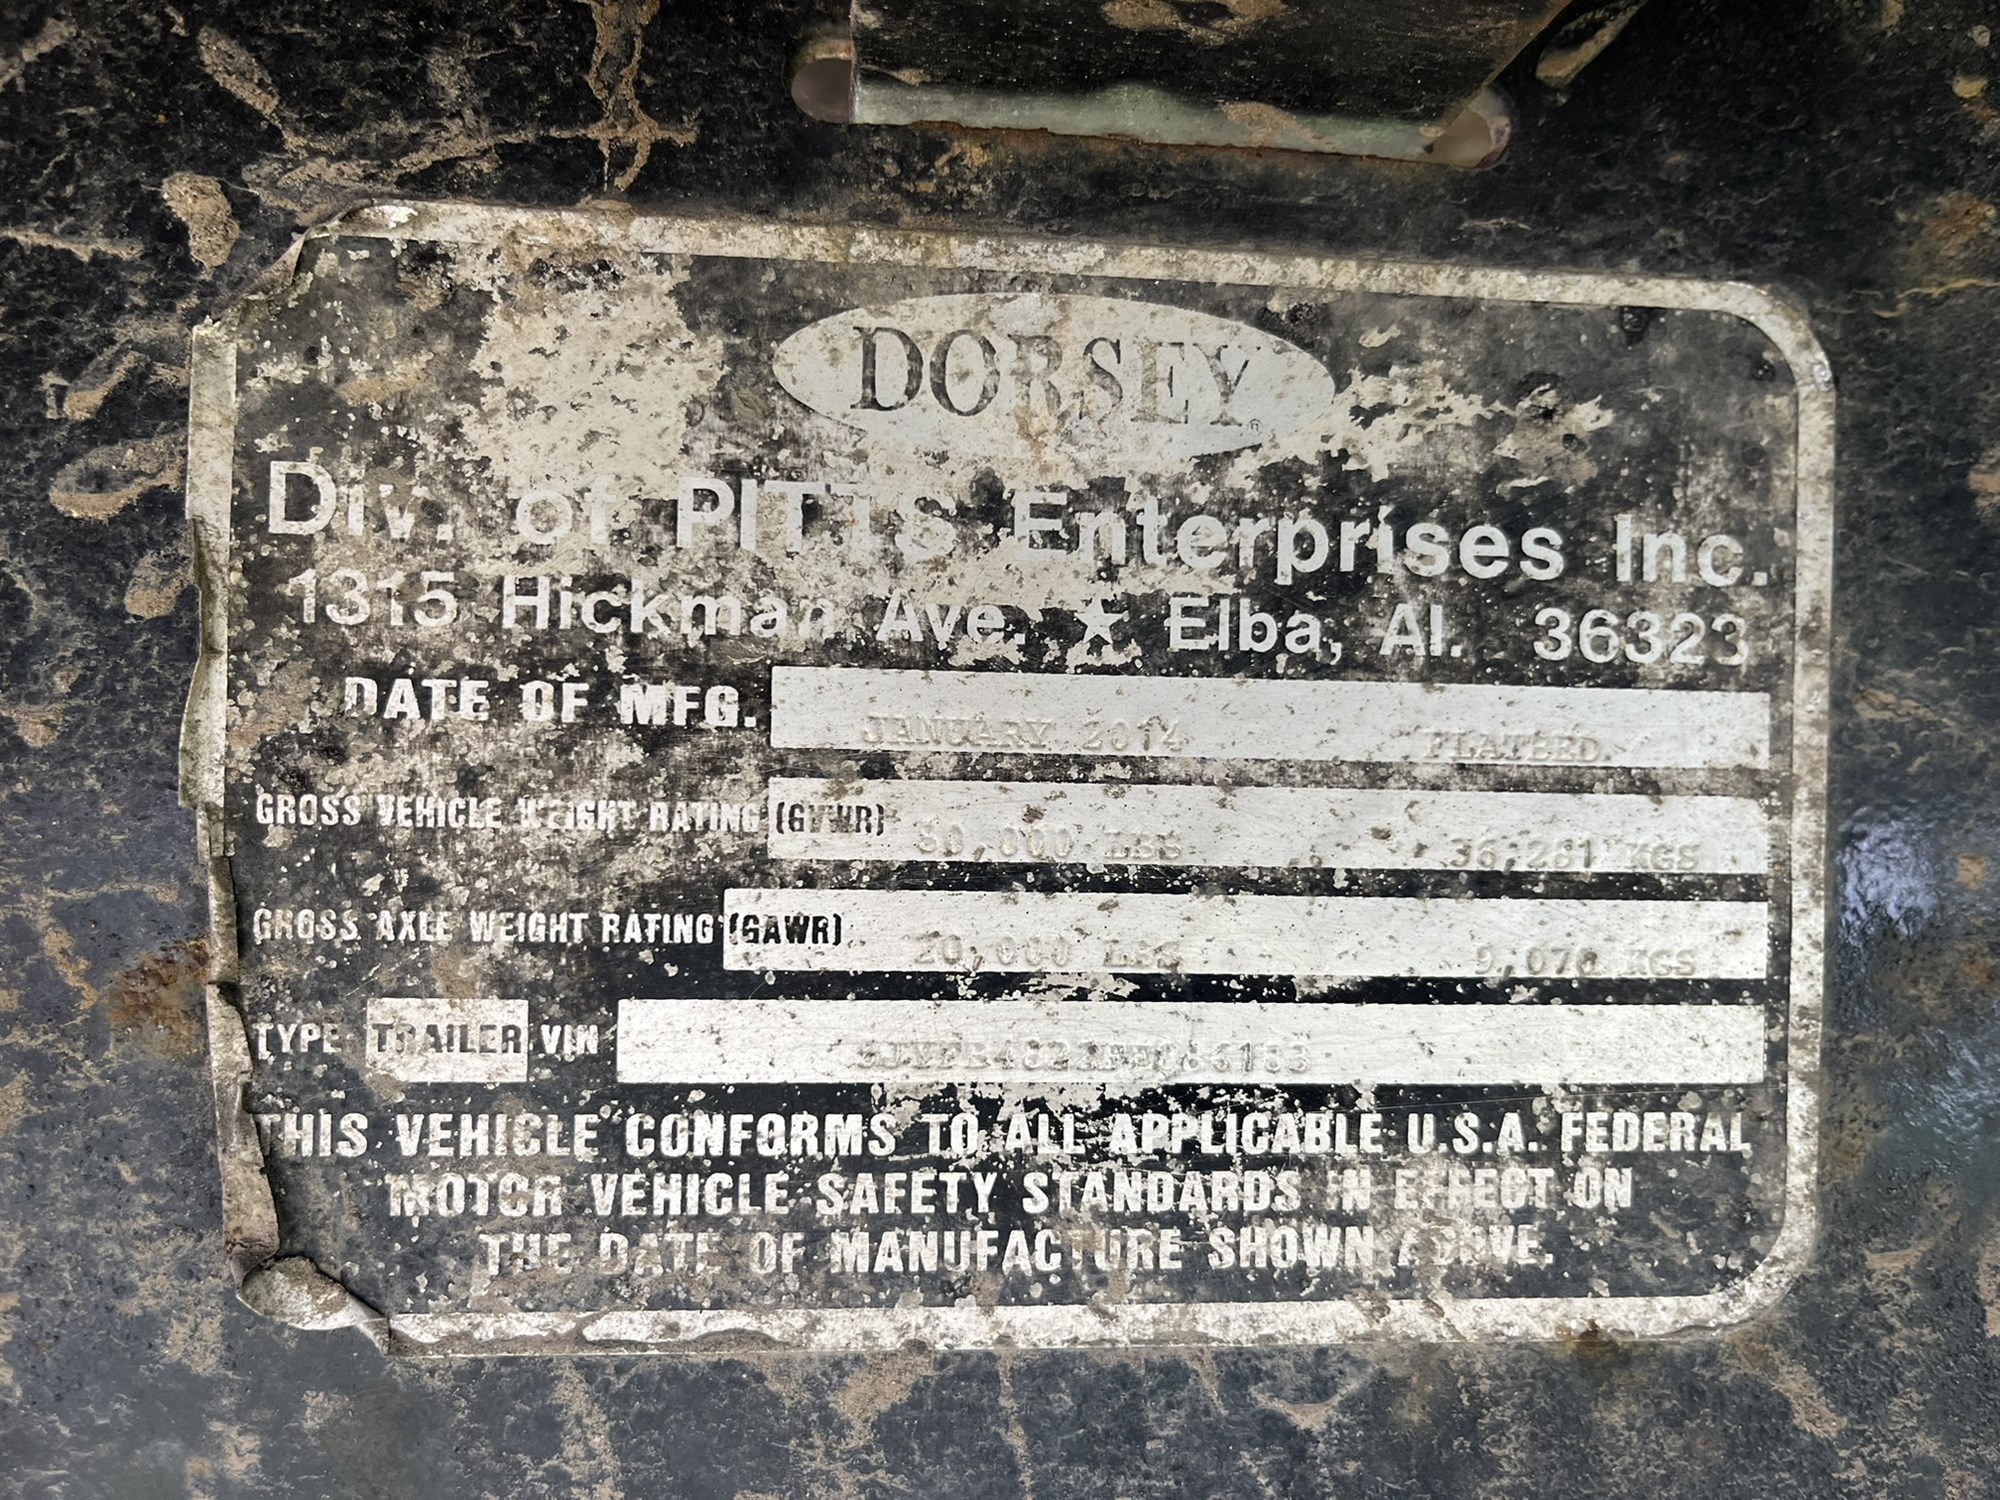 DORSEY®
Div. of PITTS Enterprises Inc.
1315 Hickman Ave. ★ Elba, Al. 36323
DATE OF MFG. JANUARY 2014 FLATBED
GROSS VEHICLE WEIGHT RATING (GVWR) 80,000 LBS 36,281 KGS
GROSS AXLE WEIGHT RATING (GAWR) 20,000 LBS 9,070 KGS
TYPE TRAILER VIN
THIS VEHICLE CONFORMS TO ALL APPLICABLE U.S.A. FEDERAL
MOTOR VEHICLE SAFETY STANDARDS IN EFFECT ON
THE DATE OF MANUFACTURE SHOWN ABOVE.